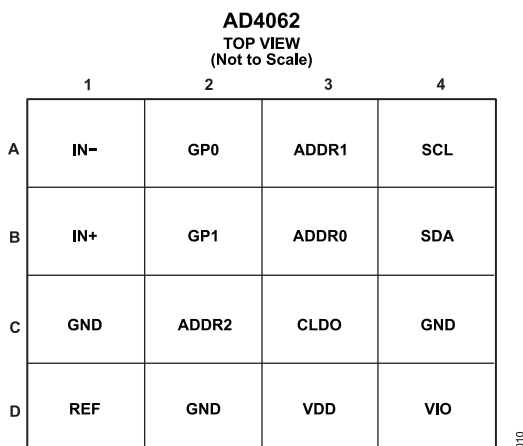 AD4062
TOP VIEW
(Not to Scale)
1 2 3 4
A IN− GP0 ADDR1 SCL
B IN+ GP1 ADDR0 SDA
C GND ADDR2 CLDO GND
D REF GND VDD VIO
010